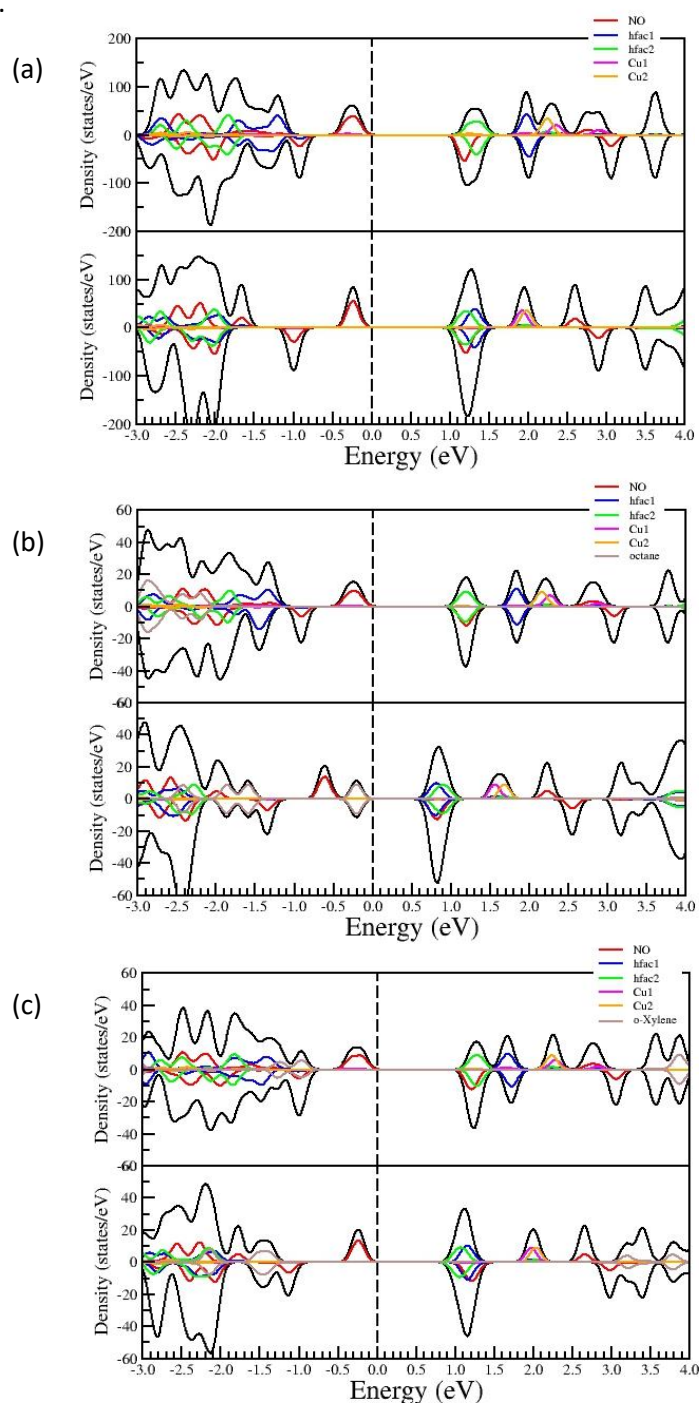 .
(a)
NO
hfac1
hfac2
Cu1
Cu2
Density (states/eV)
200
100
0
-100
-200
Density (states/eV)
100
0
-100
-200
-3.0 -2.5 -2.0 -1.5 -1.0 -0.5 0.0 0.5 1.0 1.5 2.0 2.5 3.0 3.5 4.0
Energy (eV)
(b)
NO
hfac1
hfac2
Cu1
Cu2
octane
Density (states/eV)
60
40
20
0
-20
-40
-60
Density (states/eV)
40
20
0
-20
-40
-60
-3.0 -2.5 -2.0 -1.5 -1.0 -0.5 0.0 0.5 1.0 1.5 2.0 2.5 3.0 3.5 4.0
Energy (eV)
(c)
NO
hfac1
hfac2
Cu1
Cu2
o-Xylene
Density (states/eV)
60
40
20
0
-20
-40
-60
Density (states/eV)
40
20
0
-20
-40
-60
-3.0 -2.5 -2.0 -1.5 -1.0 -0.5 0.0 0.5 1.0 1.5 2.0 2.5 3.0 3.5 4.0
Energy (eV)